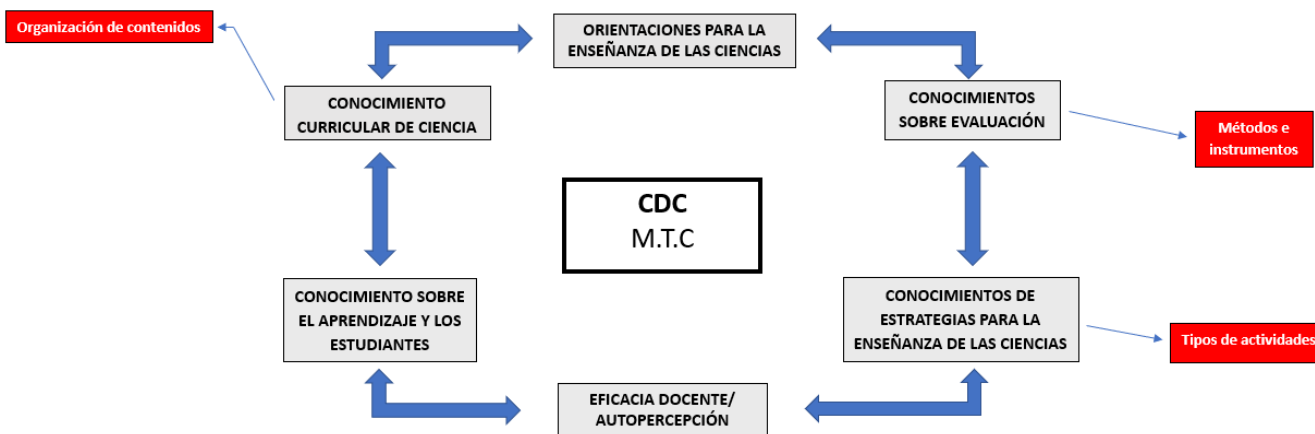 Organización de contenidos
ORIENTACIONES PARA LA
ENSEÑANZA DE LAS CIENCIAS
CONOCIMIENTO
CURRICULAR DE CIENCIA
CONOCIMIENTOS
SOBRE EVALUACIÓN
Métodos e
instrumentos
CDC
M.T.C
CONOCIMIENTO SOBRE
EL APRENDIZAJE Y LOS
ESTUDIANTES
CONOCIMIENTOS DE
ESTRATEGIAS PARA LA
ENSEÑANZA DE LAS CIENCIAS
Tipos de actividades
EFICACIA DOCENTE/
AUTOPERCEPCIÓN